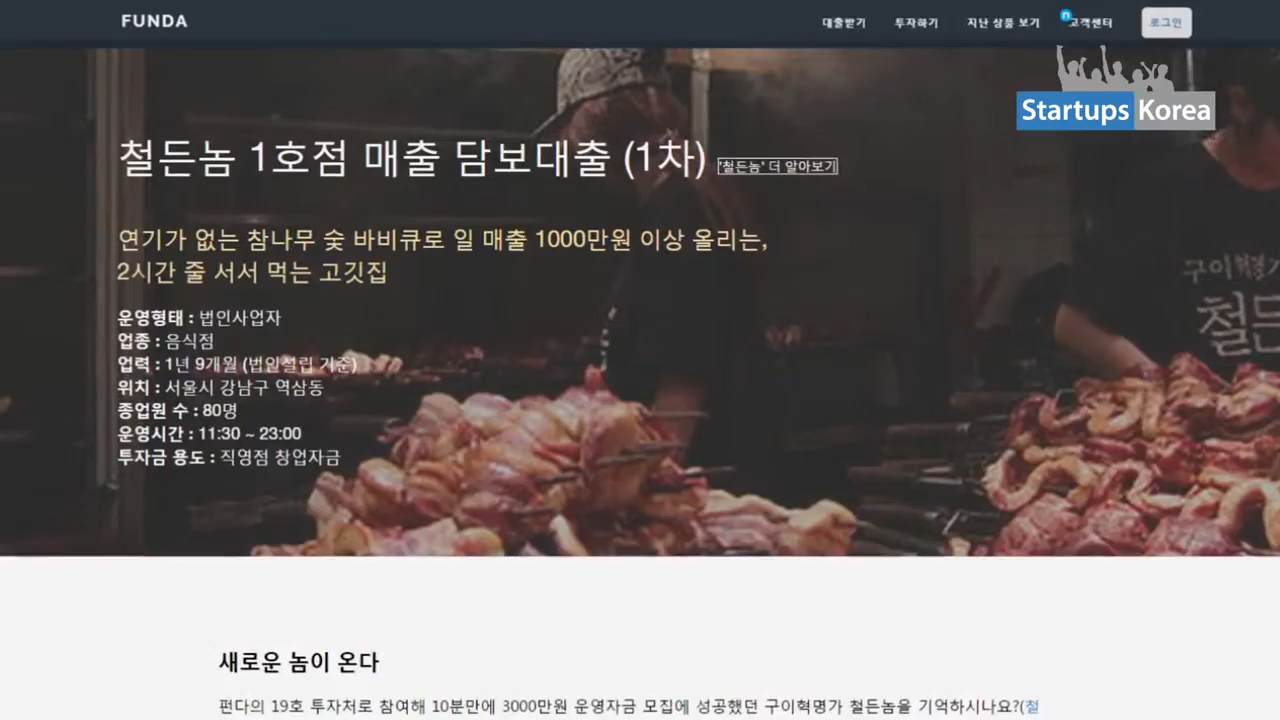 FUNDA
대출받기 투자하기 지난 상품 보기 고객센터 로그인
n
Startups Korea
철든놈 1호점 매출 담보대출 (1차) '철든놈' 더 알아보기
연기가 없는 참나무 숯 바비큐로 일 매출 1000만원 이상 올리는,
2시간 줄 서서 먹는 고깃집
구이혁명가
철든
운영형태 : 법인사업자
업종 : 음식점
업력 : 1년 9개월 (법인설립 기준)
위치 : 서울시 강남구 역삼동
종업원 수 : 80명
운영시간 : 11:30 ~ 23:00
투자금 용도 : 직영점 창업자금
새로운 놈이 온다
펀다의 19호 투자처로 참여해 10분만에 3000만원 운영자금 모집에 성공했던 구이혁명가 철든놈을 기억하시나요?(철